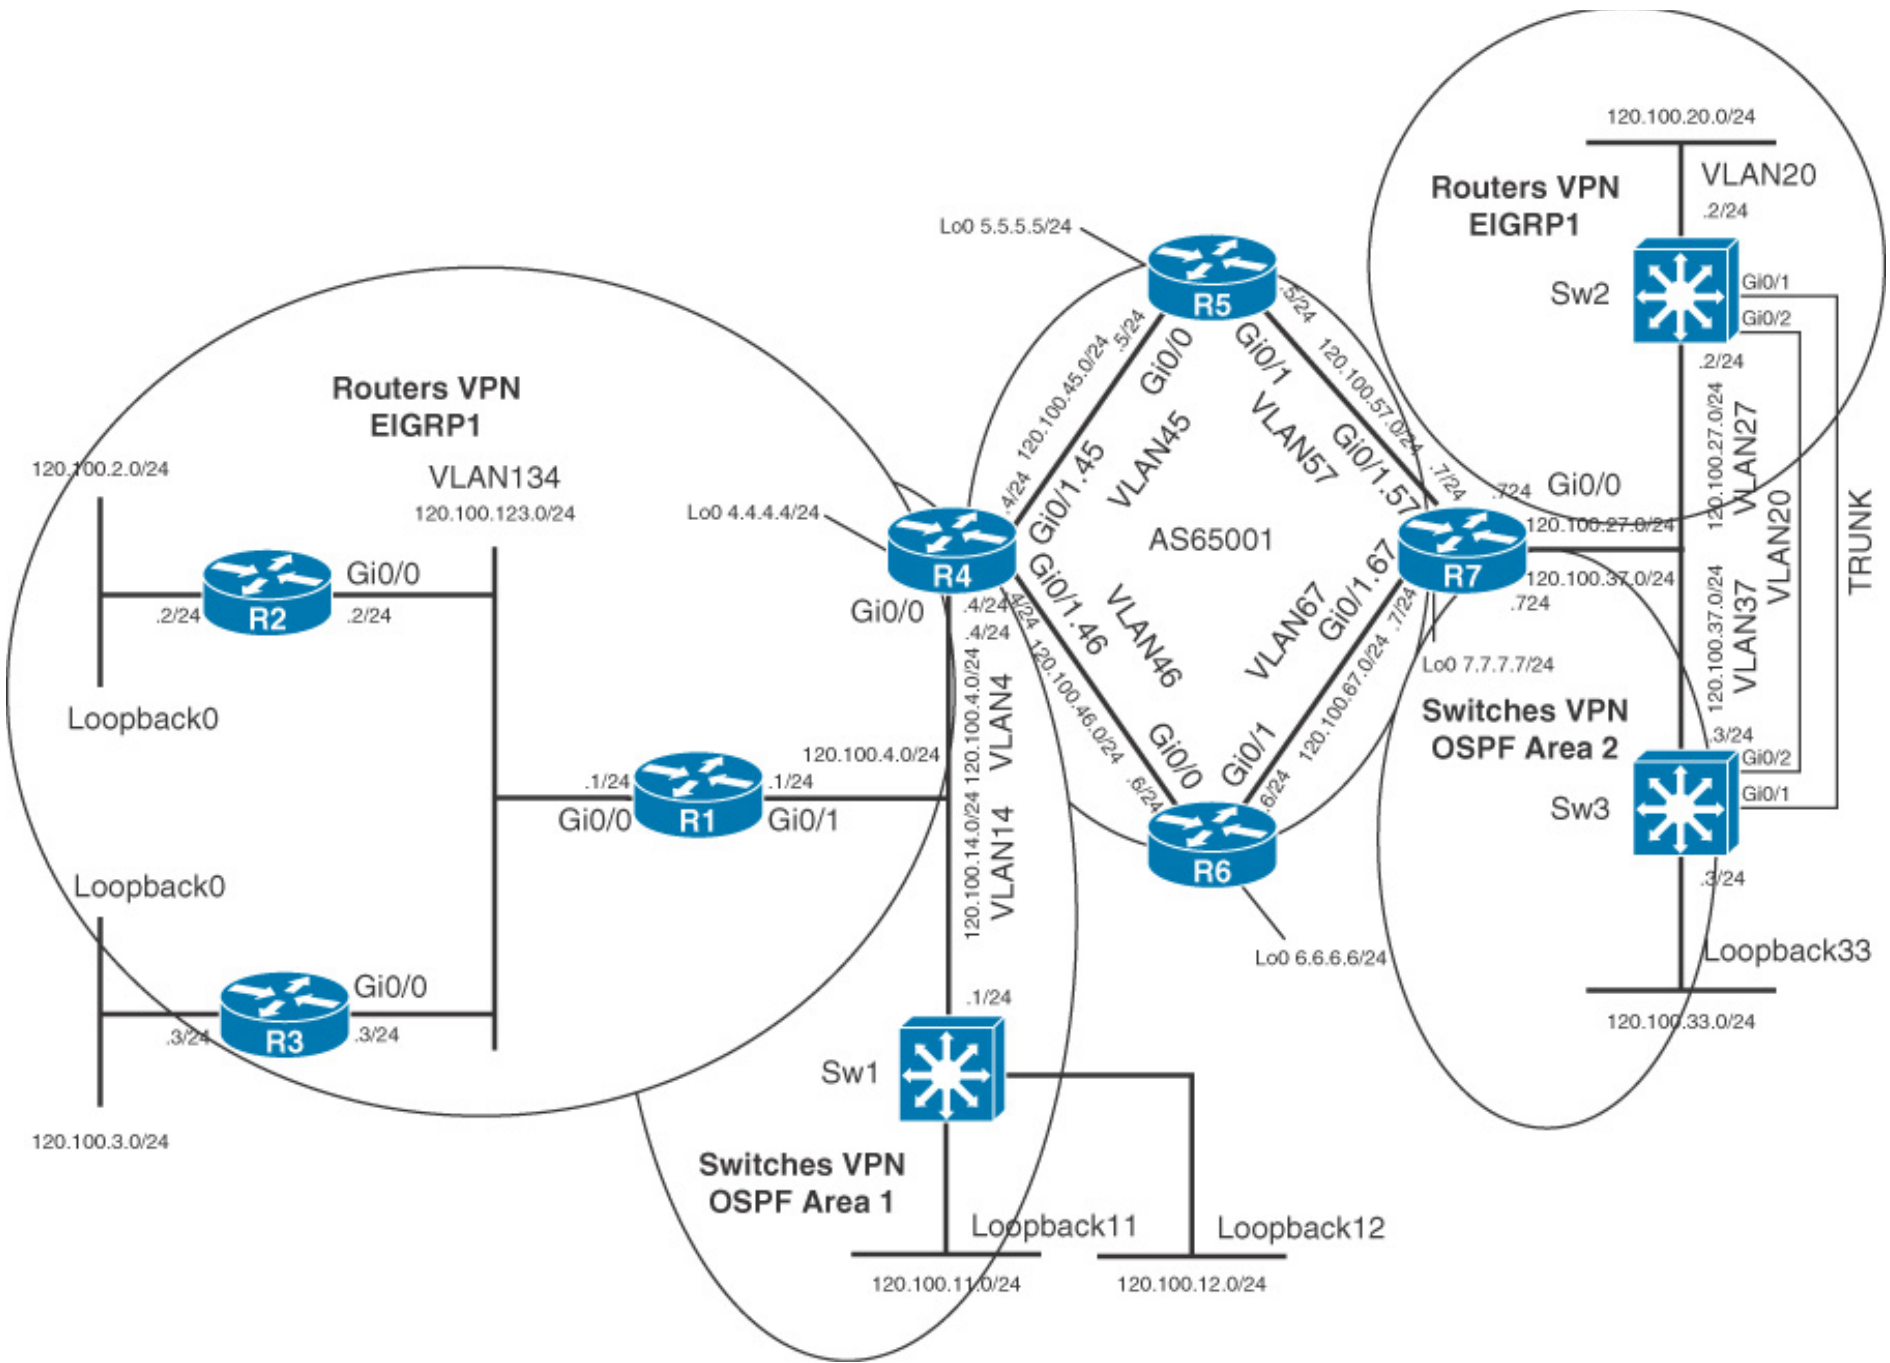 120.100.20.0/24
VLAN20
.2/24
Routers VPN
EIGRP1
Sw2
Gi0/1
Gi0/2
.2/24
120.100.27.0/24
VLAN27
VLAN20
TRUNK
Lo0 5.5.5.5/24
R5
.5/24
.5/24
Gi0/0
Gi0/1
120.100.45.0/24
120.100.57.0/24
VLAN45
VLAN57
Gi0/1.45
Gi0/1.57
.4/24
.7/24
Routers VPN
EIGRP1
120.100.2.0/24
VLAN134
120.100.123.0/24
Lo0 4.4.4.4/24
R4
AS65001
R7
.724
Gi0/0
120.100.27.0/24
120.100.37.0/24
.724
Lo0 7.7.7.7/24
Gi0/0
R2
.2/24
.2/24
Loopback0
Gi0/0
.4/24
.4/24
.4/24
Gi0/1.46
VLAN46
120.100.46.0/24
Gi0/1.67
VLAN67
.7/24
120.100.67.0/24
120.100.37.0/24
VLAN37
Switches VPN
OSPF Area 2
.3/24
Gi0/2
Gi0/1
Sw3
.3/24
120.100.4.0/24
VLAN4
120.100.14.0/24
VLAN14
120.100.4.0/24
.1/24
.1/24
Gi0/0
R1
Gi0/1
Gi0/0
Gi0/1
.6/24
.6/24
R6
Lo0 6.6.6.6/24
Loopback33
120.100.33.0/24
Loopback0
Gi0/0
R3
.3/24
.3/24
120.100.3.0/24
.1/24
Sw1
Switches VPN
OSPF Area 1
Loopback11
120.100.11.0/24
Loopback12
120.100.12.0/24